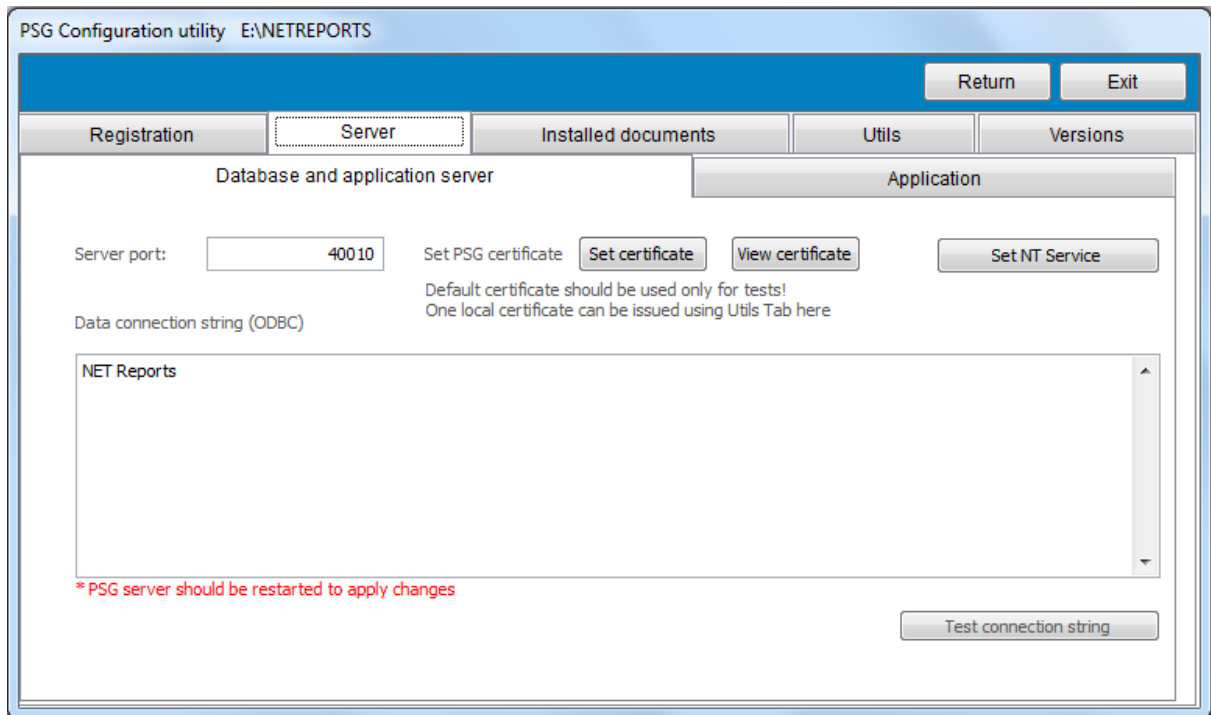 PSG Configuration utility E:\NETREPORTS
Return Exit
Registration Server Installed documents Utils Versions
Database and application server Application
Server port: 40010 Set PSG certificate Set certificate View certificate Set NT Service
Default certificate should be used only for tests!
One local certificate can be issued using Utils Tab here
Data connection string (ODBC)
NET Reports
* PSG server should be restarted to apply changes
Test connection string